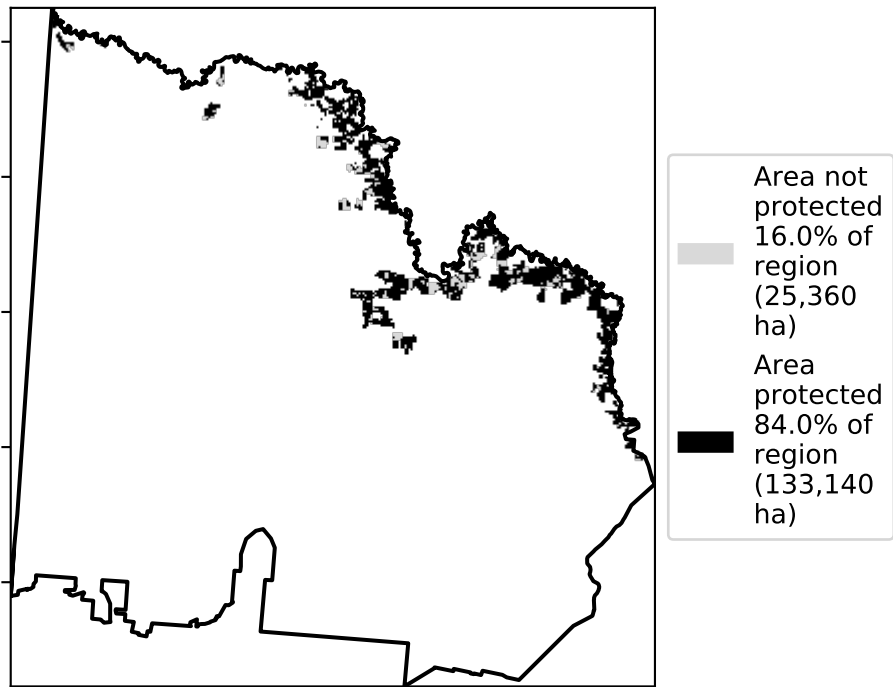 Area not
protected
16.0% of
region
(25,360
ha)
Area
protected
84.0% of
region
(133,140
ha)